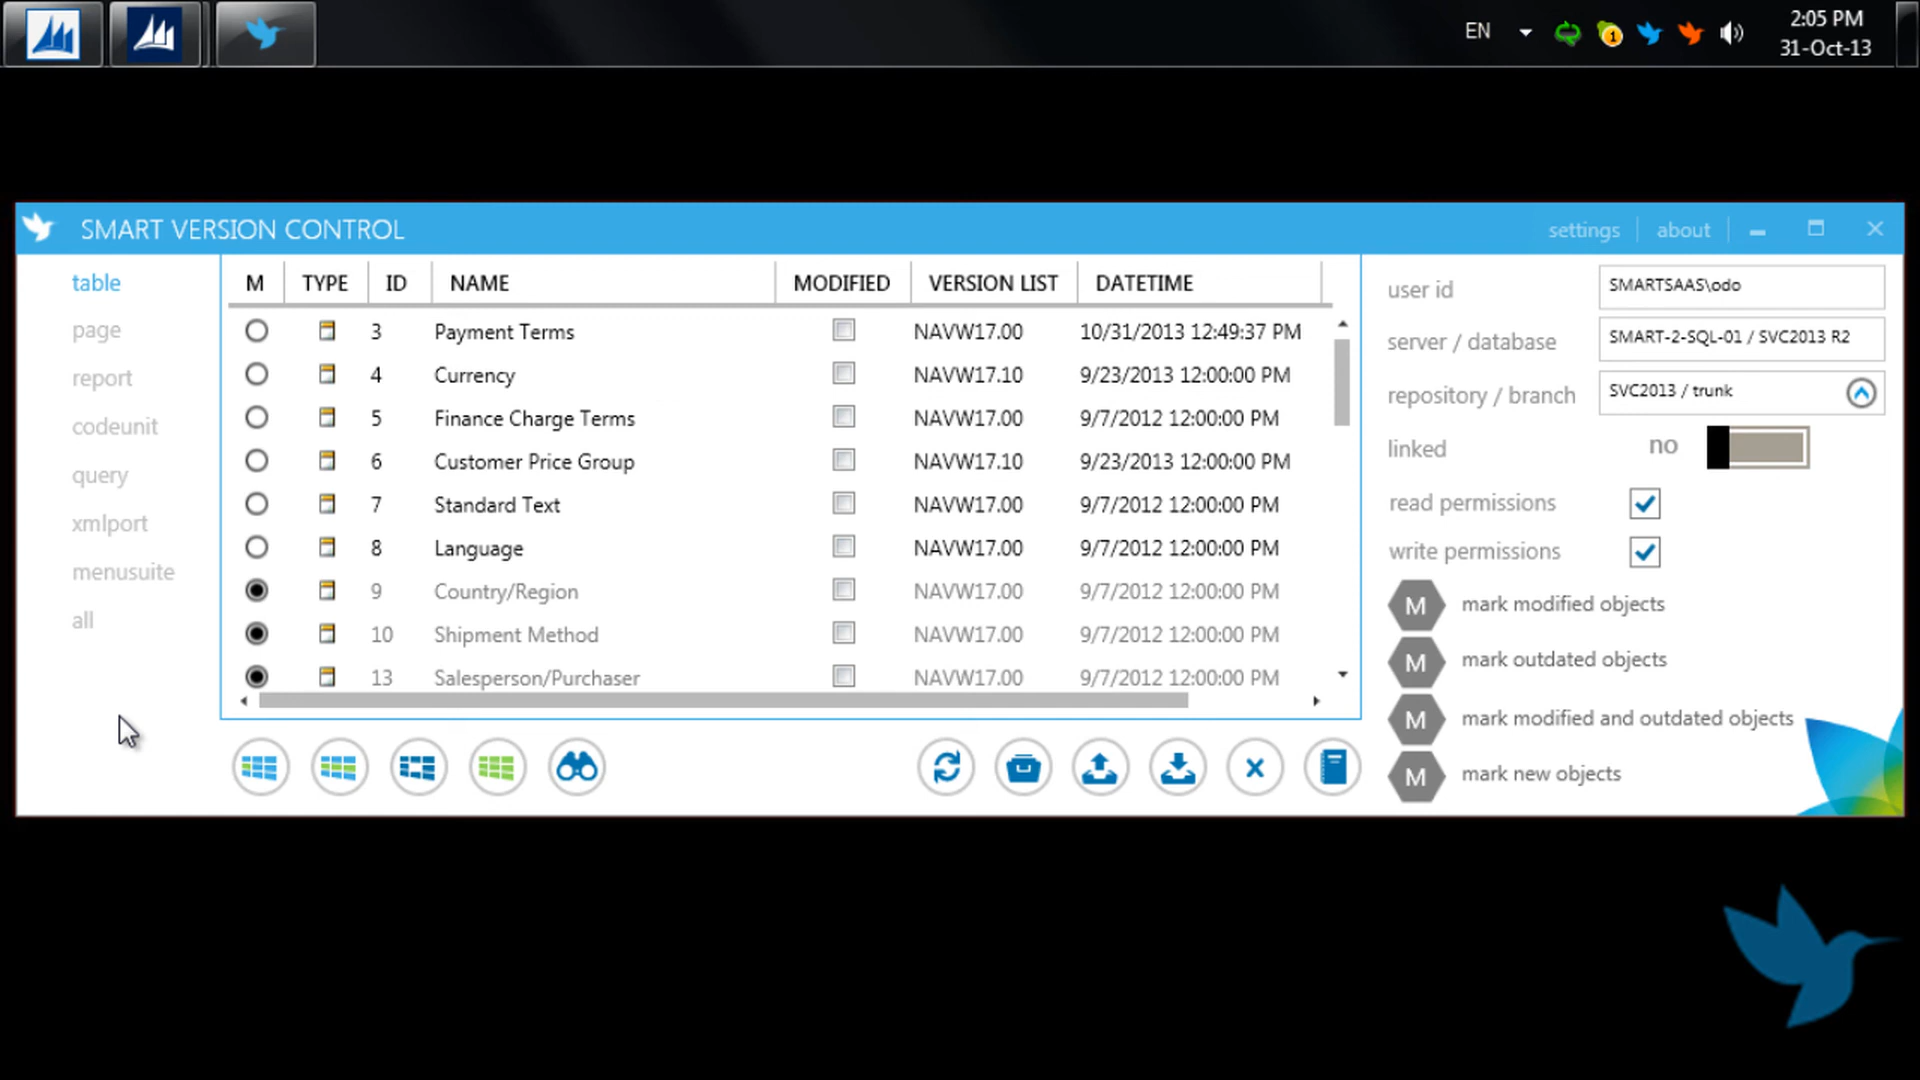 EN
1
2:05 PM
31-Oct-13
SMART VERSION CONTROL
settings about
table
page
report
codeunit
query
xmlport
menusuite
all
M TYPE ID NAME MODIFIED VERSION LIST DATETIME
3 Payment Terms NAVW17.00 10/31/2013 12:49:37 PM
4 Currency NAVW17.10 9/23/2013 12:00:00 PM
5 Finance Charge Terms NAVW17.00 9/7/2012 12:00:00 PM
6 Customer Price Group NAVW17.10 9/23/2013 12:00:00 PM
7 Standard Text NAVW17.00 9/7/2012 12:00:00 PM
8 Language NAVW17.00 9/7/2012 12:00:00 PM
9 Country/Region NAVW17.00 9/7/2012 12:00:00 PM
10 Shipment Method NAVW17.00 9/7/2012 12:00:00 PM
13 Salesperson/Purchaser NAVW17.00 9/7/2012 12:00:00 PM
user id SMARTSAAS\odo
server / database SMART-2-SQL-01 / SVC2013 R2
repository / branch SVC2013 / trunk
linked no
read permissions
write permissions
M mark modified objects
M mark outdated objects
M mark modified and outdated objects
M mark new objects